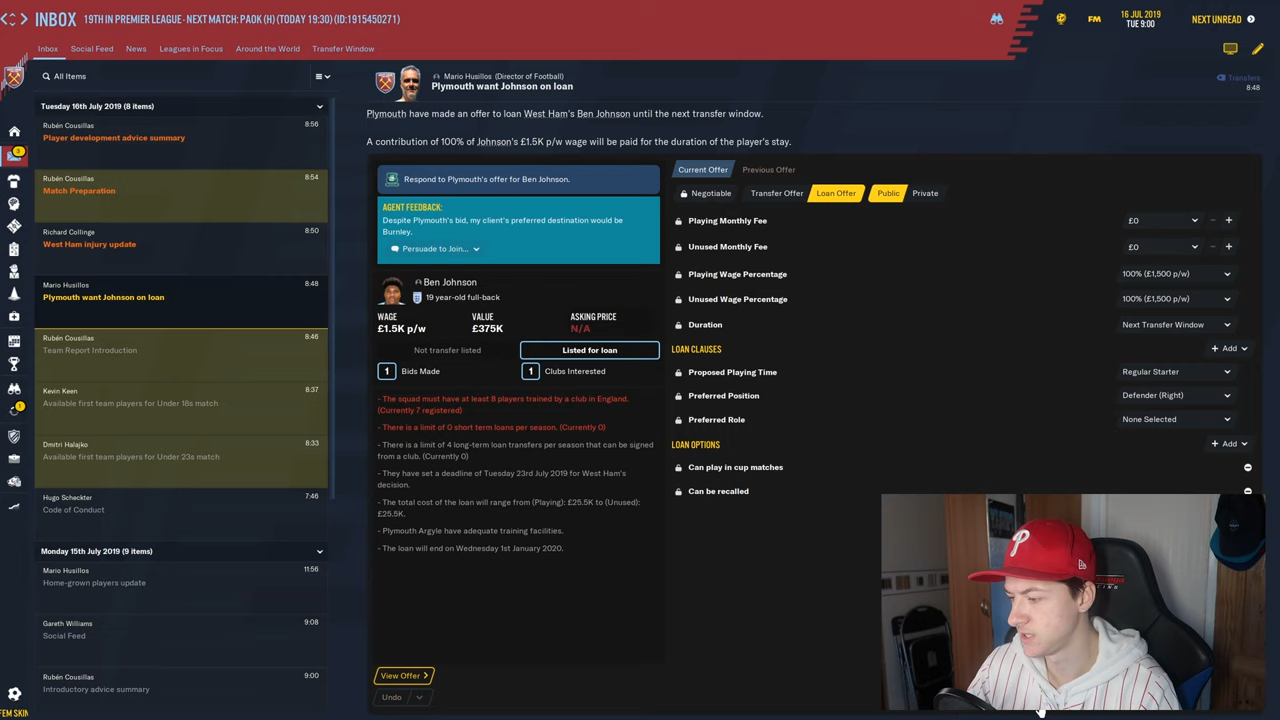 INBOX
19TH IN PREMIER LEAGUE - NEXT MATCH: PAOK (H) (TODAY 19:30) (ID:1915450271)
FM
16 JUL 2019
TUE 9:00
NEXT UNREAD
Inbox Social Feed News Leagues in Focus Around the World Transfer Window
All Items
Tuesday 16th July 2019 (8 items)
Rubén Cousillas 8:56
Player development advice summary
Rubén Cousillas 8:54
Match Preparation
Richard Collinge 8:50
West Ham injury update
Mario Husillos 8:48
Plymouth want Johnson on loan
Rubén Cousillas 8:46
Team Report Introduction
Kevin Keen 8:37
Available first team players for Under 18s match
Dmitri Halajko 8:33
Available first team players for Under 23s match
Hugo Scheckter 7:46
Code of Conduct
Monday 15th July 2019 (9 items)
Mario Husillos 11:56
Home-grown players update
Gareth Williams 9:08
Social Feed
Rubén Cousillas 9:00
Introductory advice summary
3
1
FEM SKIN
Mario Husillos (Director of Football)
Plymouth want Johnson on loan
Transfers
8:48
Plymouth have made an offer to loan West Ham's Ben Johnson until the next transfer window.
A contribution of 100% of Johnson's £1.5K p/w wage will be paid for the duration of the player's stay.
Respond to Plymouth's offer for Ben Johnson.
AGENT FEEDBACK:
Despite Plymouth's bid, my client's preferred destination would be
Burnley.
Persuade to Join...
Ben Johnson
19 year-old full-back
WAGE VALUE ASKING PRICE
£1.5K p/w £375K N/A
Not transfer listed Listed for loan
1 Bids Made 1 Clubs Interested
- The squad must have at least 8 players trained by a club in England.
(Currently 7 registered)
- There is a limit of 0 short term loans per season. (Currently 0)
- There is a limit of 4 long-term loan transfers per season that can be signed
from a club. (Currently 0)
- They have set a deadline of Tuesday 23rd July 2019 for West Ham's
decision.
- The total cost of the loan will range from (Playing): £25.5K to (Unused):
£25.5K.
- Plymouth Argyle have adequate training facilities.
- The loan will end on Wednesday 1st January 2020.
View Offer
Undo
Current Offer Previous Offer
Negotiable Transfer Offer Loan Offer Public Private
Playing Monthly Fee £0
Unused Monthly Fee £0
Playing Wage Percentage 100% (£1,500 p/w)
Unused Wage Percentage 100% (£1,500 p/w)
Duration Next Transfer Window
LOAN CLAUSES + Add
Proposed Playing Time Regular Starter
Preferred Position Defender (Right)
Preferred Role None Selected
LOAN OPTIONS + Add
Can play in cup matches
Can be recalled
P